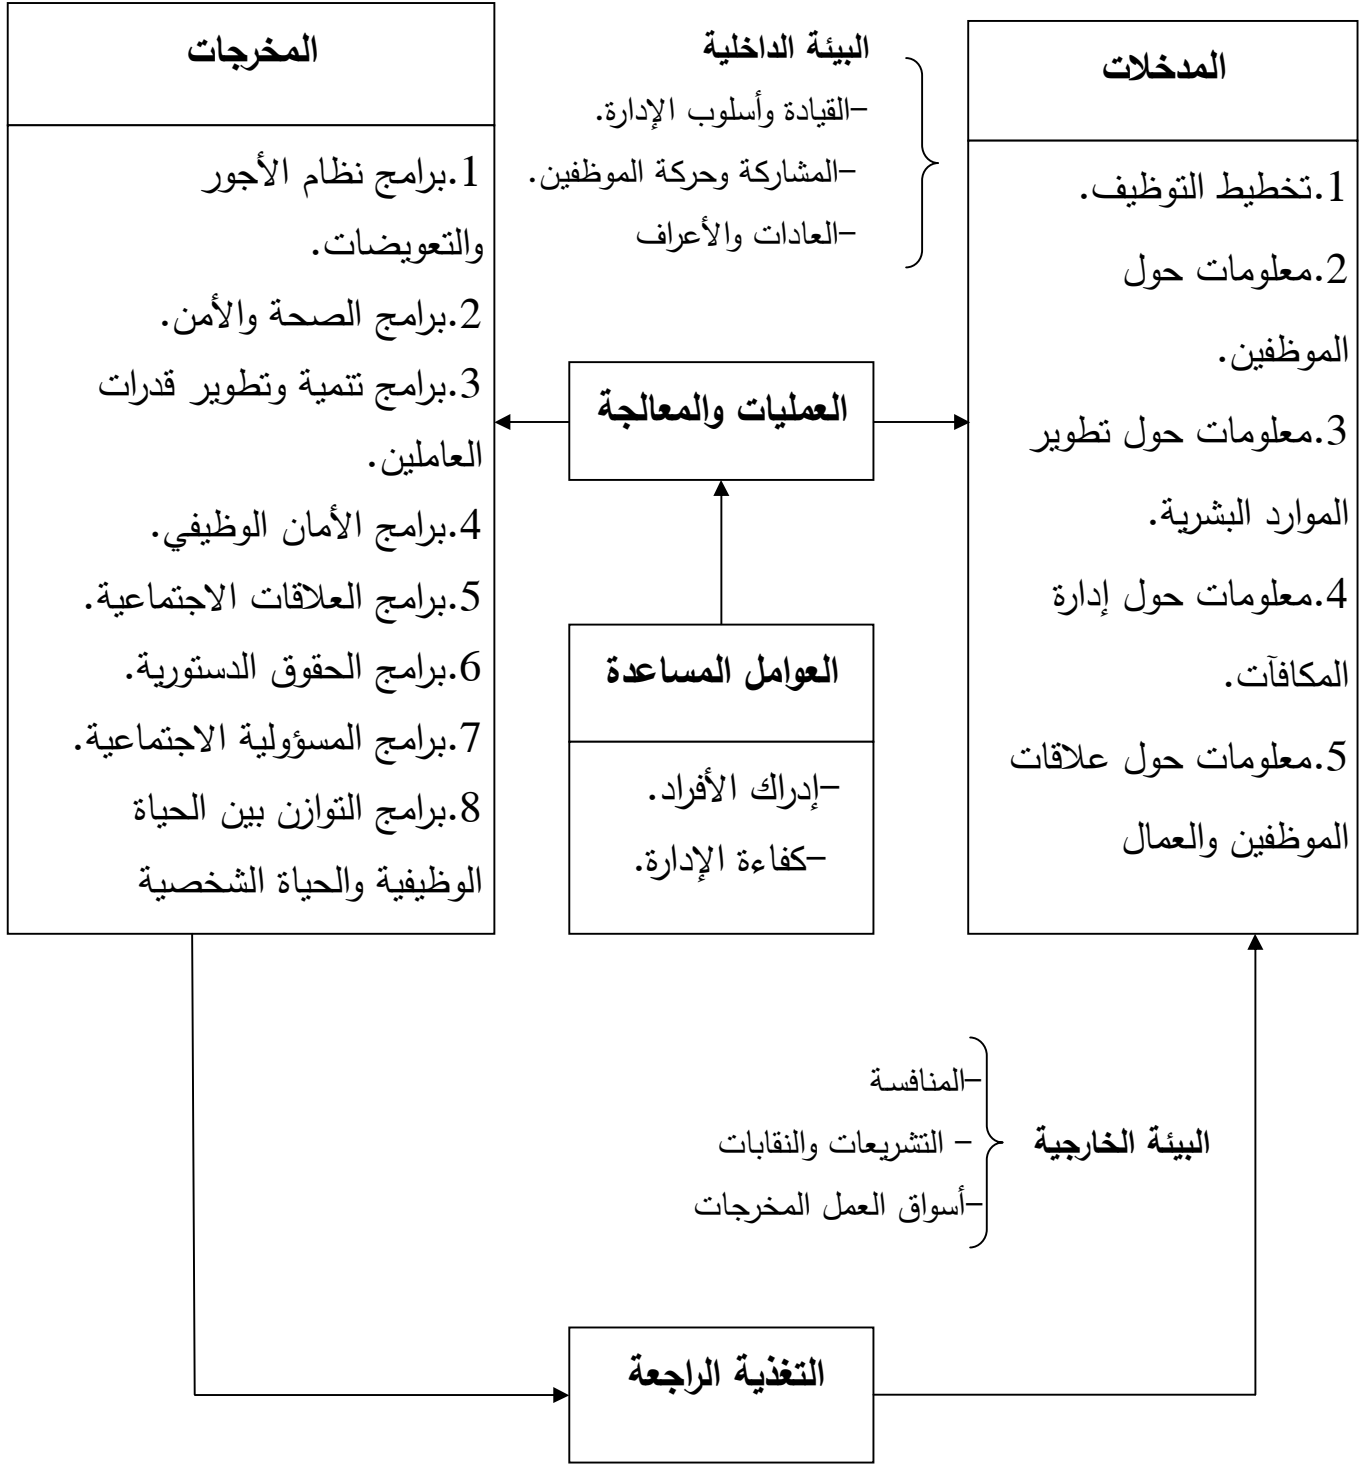 المدخلات
1.تخطيط التوظيف.
2.معلومات حول
الموظفين.
3.معلومات حول تطوير
الموارد البشرية.
4.معلومات حول إدارة
المكافآت.
5.معلومات حول علاقات
الموظفين والعمال
البيئة الداخلية
-القيادة وأسلوب الإدارة.
-المشاركة وحركة الموظفين.
-العادات والأعراف
العمليات والمعالجة
العوامل المساعدة
-إدراك الأفراد.
-كفاءة الإدارة.
المخرجات
1.برامج نظام الأجور
والتعويضات.
2.برامج الصحة والأمن.
3.برامج تنمية وتطوير قدرات
العاملين.
4.برامج الأمان الوظيفي.
5.برامج العلاقات الاجتماعية.
6.برامج الحقوق الدستورية.
7.برامج المسؤولية الاجتماعية.
8.برامج التوازن بين الحياة
الوظيفية والحياة الشخصية
البيئة الخارجية
-المنافسة
- التشريعات والنقابات
-أسواق العمل المخرجات
التغذية الراجعة